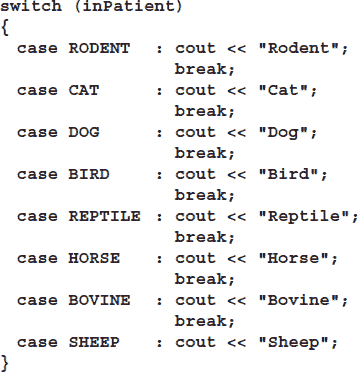 switch (inPatient)
{
  case RODENT  : cout << "Rodent";
                 break;
  case CAT     : cout << "Cat";
                 break;
  case DOG     : cout << "Dog";
                 break;
  case BIRD    : cout << "Bird";
                 break;
  case REPTILE : cout << "Reptile";
                 break;
  case HORSE   : cout << "Horse";
                 break;
  case BOVINE  : cout << "Bovine";
                 break;
  case SHEEP   : cout << "Sheep";
}